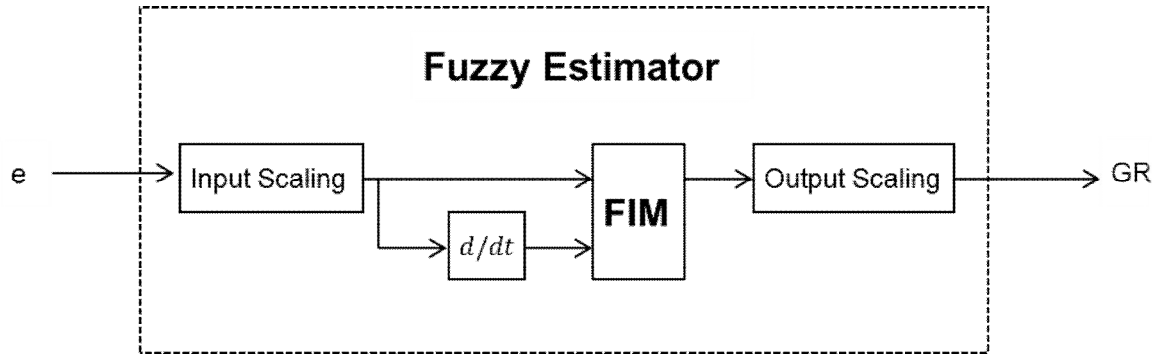 Fuzzy Estimator
e
Input Scaling
d/dt
FIM
Output Scaling
GR